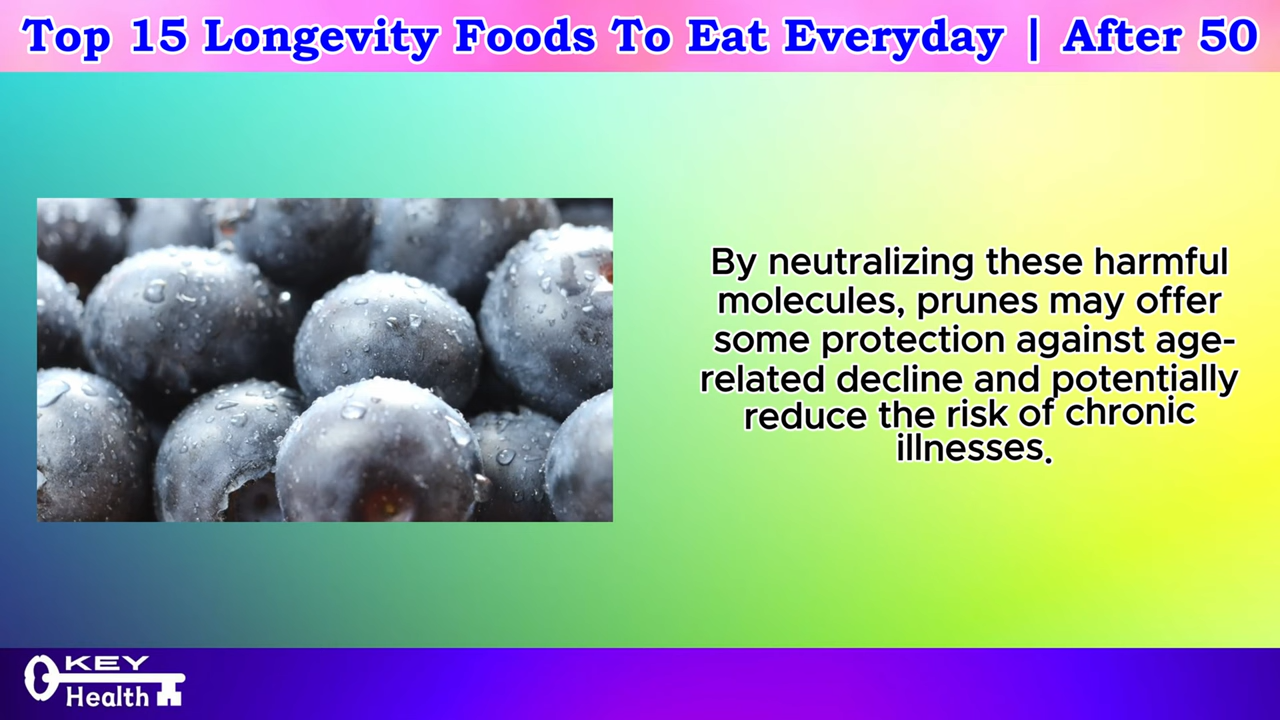 Top 15 Longevity Foods To Eat Everyday | After 50
By neutralizing these harmful
molecules, prunes may offer
some protection against age-
related decline and potentially
reduce the risk of chronic
illnesses.
KEY
Health